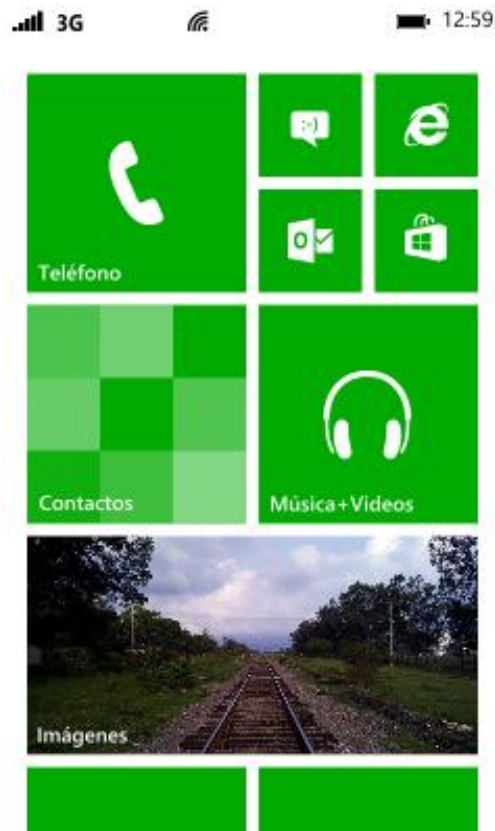 3G
12:59
:-)
Teléfono
Contactos
Música+Videos
Imágenes